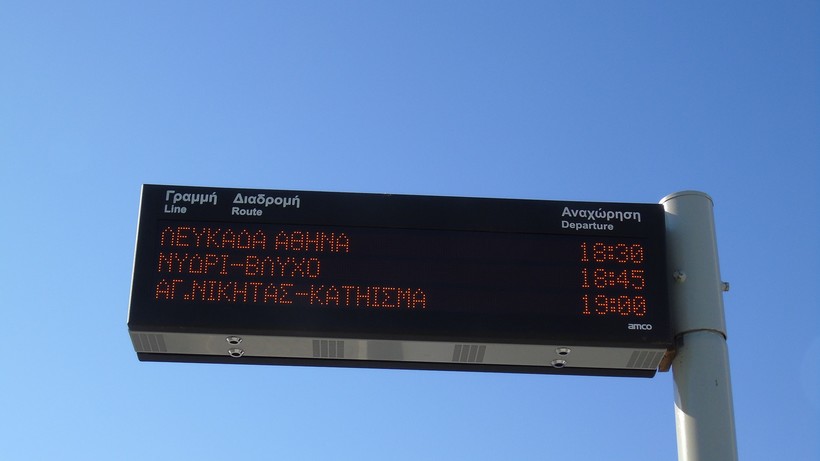 Γραμμή Διαδρομή Αναχώρηση
Line Route Departure
ΛΕΥΚΑΔΑ ΑΘΗΝΑ 18:30
ΝΥΔΡΙ-ΒΛΥΧΟ 18:45
ΑΓ.ΝΙΚΗΤΑΣ-ΚΑΤΗΙΣΜΑ 19:00
amco